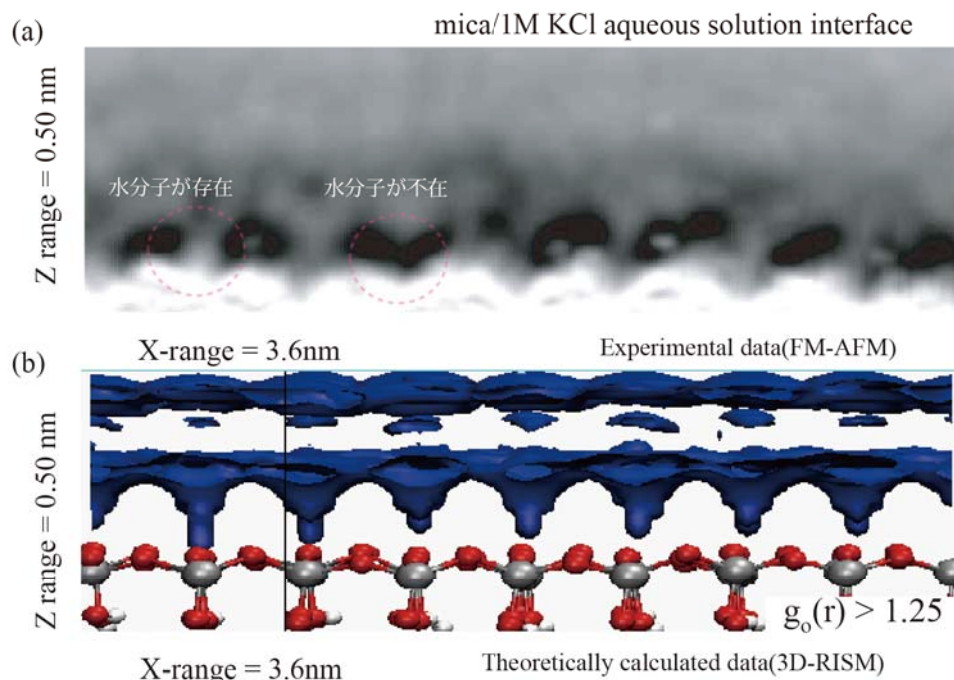 (a)
mica/1M KCl aqueous solution interface
Z range = 0.50 nm
水分子が存在
水分子が不在
X-range = 3.6nm
Experimental data(FM-AFM)
(b)
Z range = 0.50 nm
g_o(r) > 1.25
X-range = 3.6nm
Theoretically calculated data(3D-RISM)